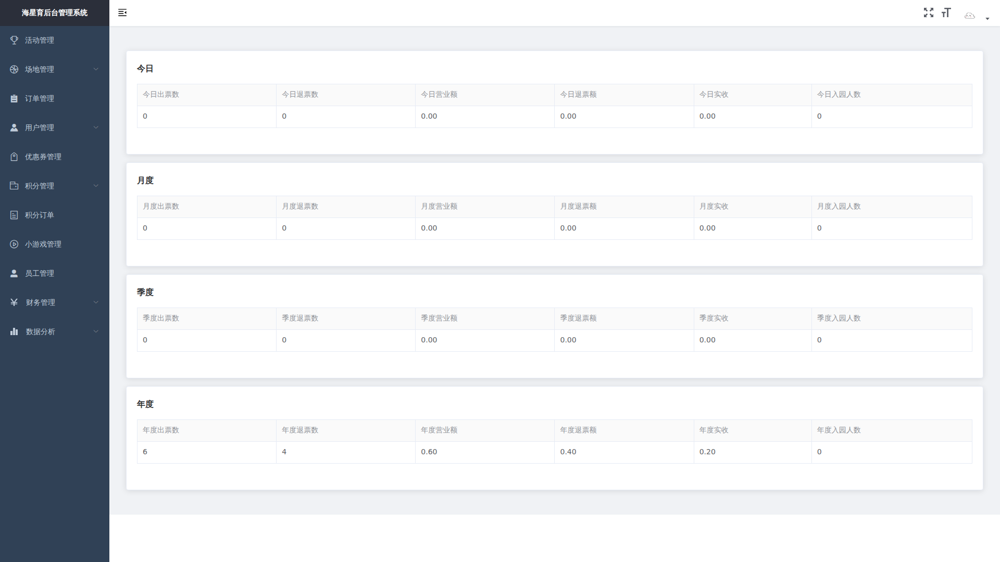 海星育后台管理系统
活动管理
场地管理
订单管理
用户管理
优惠券管理
积分管理
积分订单
小游戏管理
员工管理
财务管理
数据分析
今日
今日出票数 今日退票数 今日营业额 今日退票额 今日实收 今日入园人数
0 0 0.00 0.00 0.00 0
月度
月度出票数 月度退票数 月度营业额 月度退票额 月度实收 月度入园人数
0 0 0.00 0.00 0.00 0
季度
季度出票数 季度退票数 季度营业额 季度退票额 季度实收 季度入园人数
0 0 0.00 0.00 0.00 0
年度
年度出票数 年度退票数 年度营业额 年度退票额 年度实收 年度入园人数
6 4 0.60 0.40 0.20 0